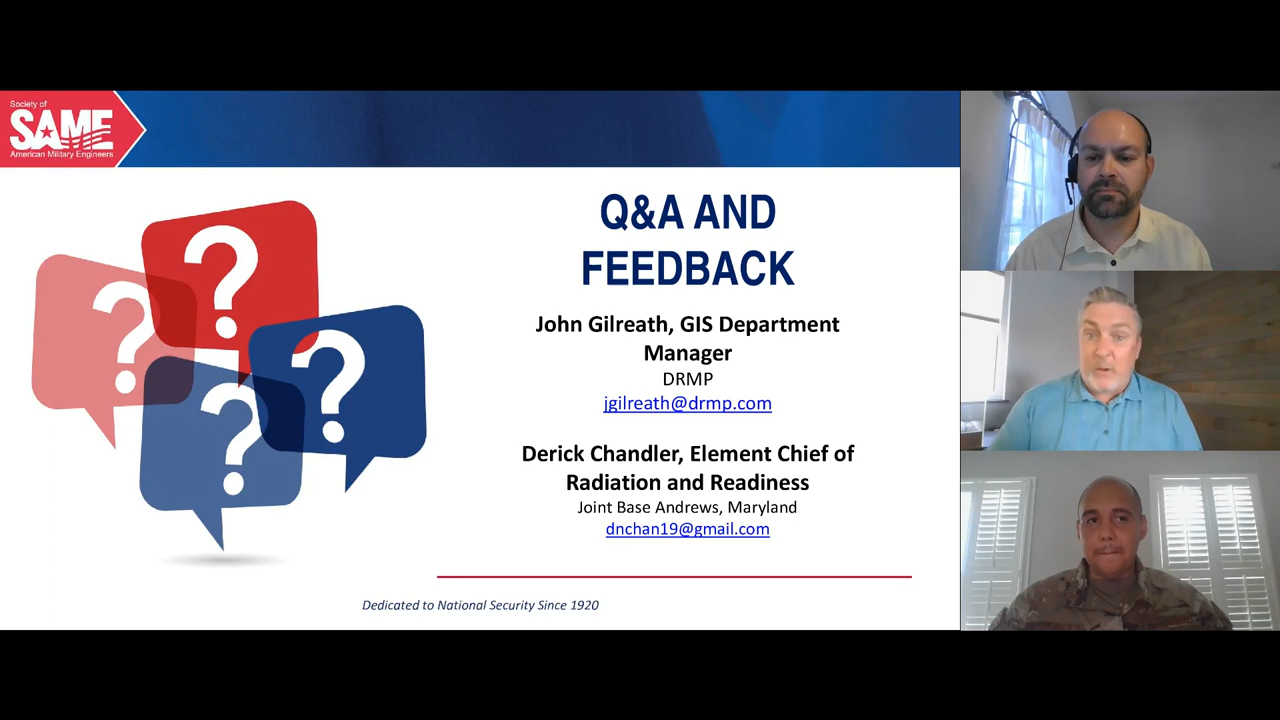 Society of
SAME
American Military Engineers
Q&A AND
FEEDBACK
John Gilreath, GIS Department
Manager
DRMP
jgilreath@drmp.com
Derick Chandler, Element Chief of
Radiation and Readiness
Joint Base Andrews, Maryland
dnchan19@gmail.com
Dedicated to National Security Since 1920
? ? ? ?